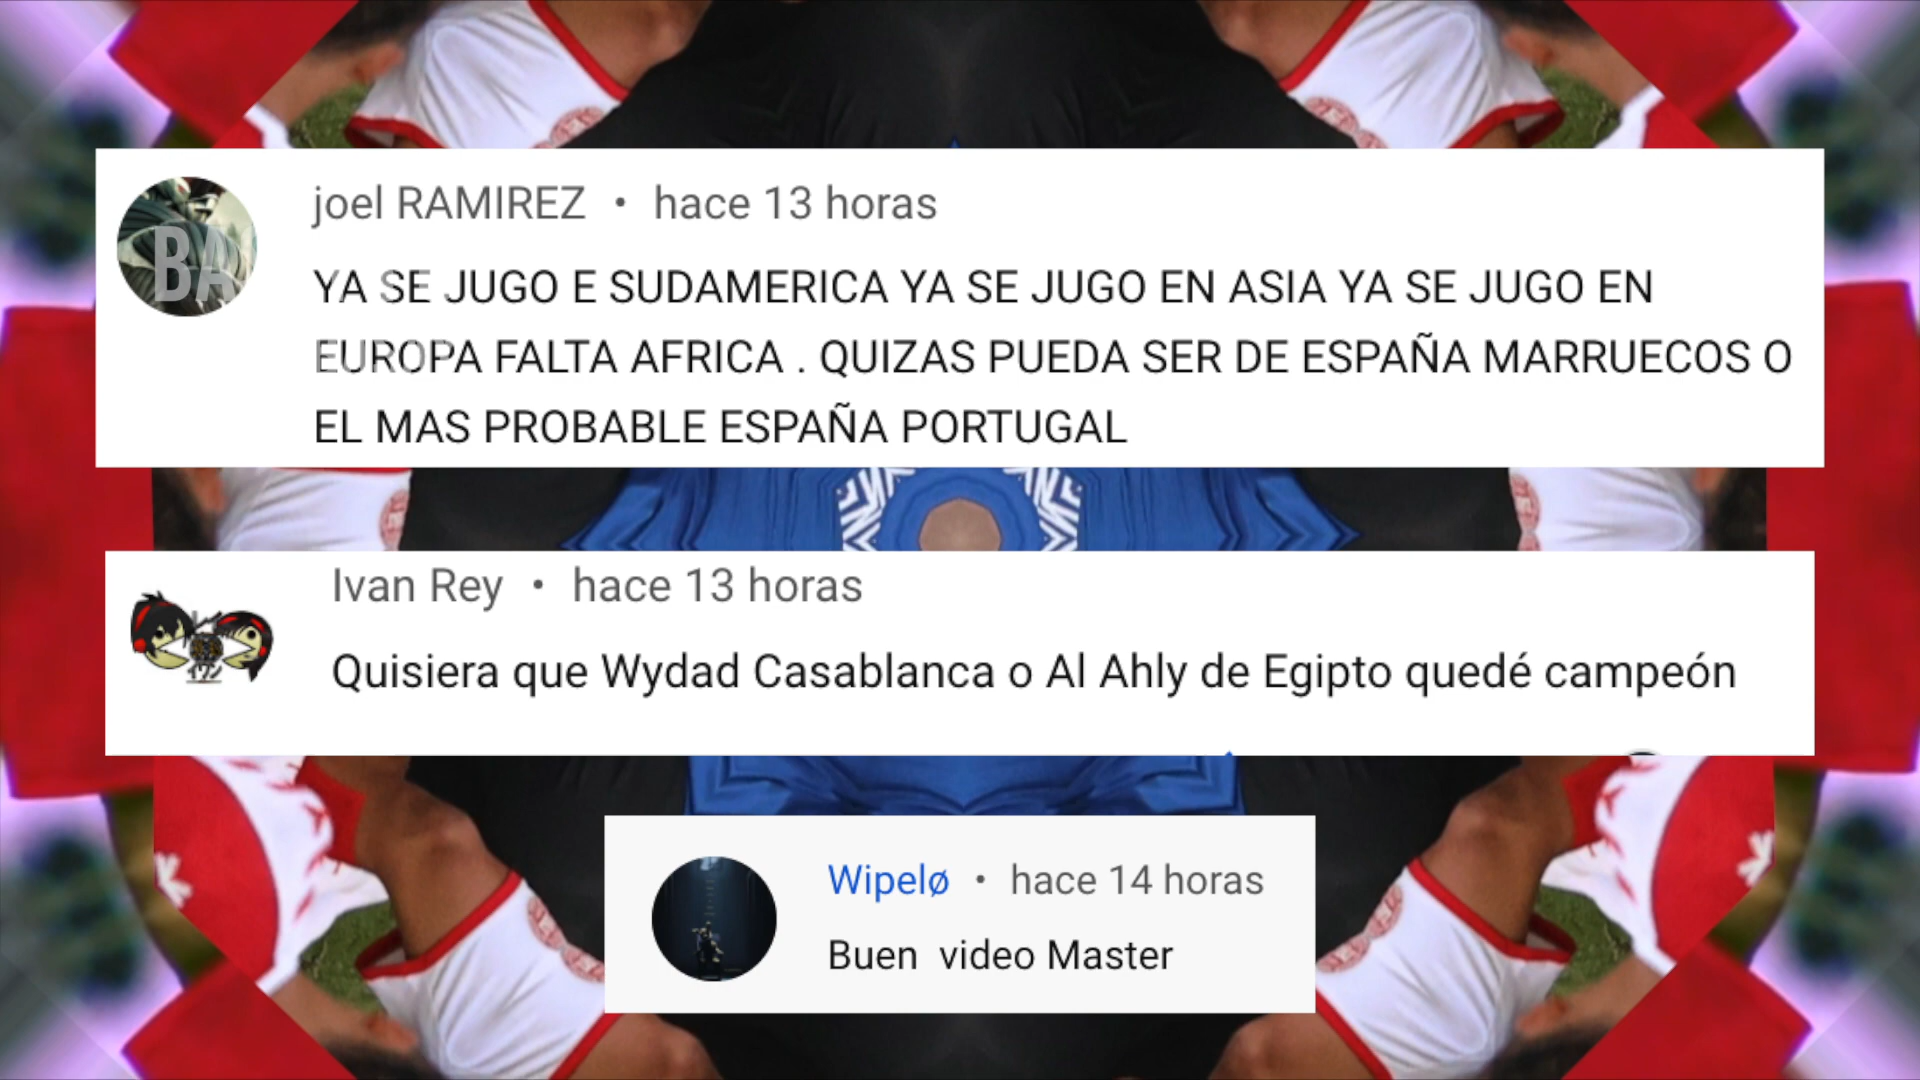 joel RAMIREZ • hace 13 horas
YA SE JUGO E SUDAMERICA YA SE JUGO EN ASIA YA SE JUGO EN
EUROPA FALTA AFRICA . QUIZAS PUEDA SER DE ESPAÑA MARRUECOS O
EL MAS PROBABLE ESPAÑA PORTUGAL
Ivan Rey • hace 13 horas
Quisiera que Wydad Casablanca o Al Ahly de Egipto quedé campeón
Wipelø • hace 14 horas
Buen video Master